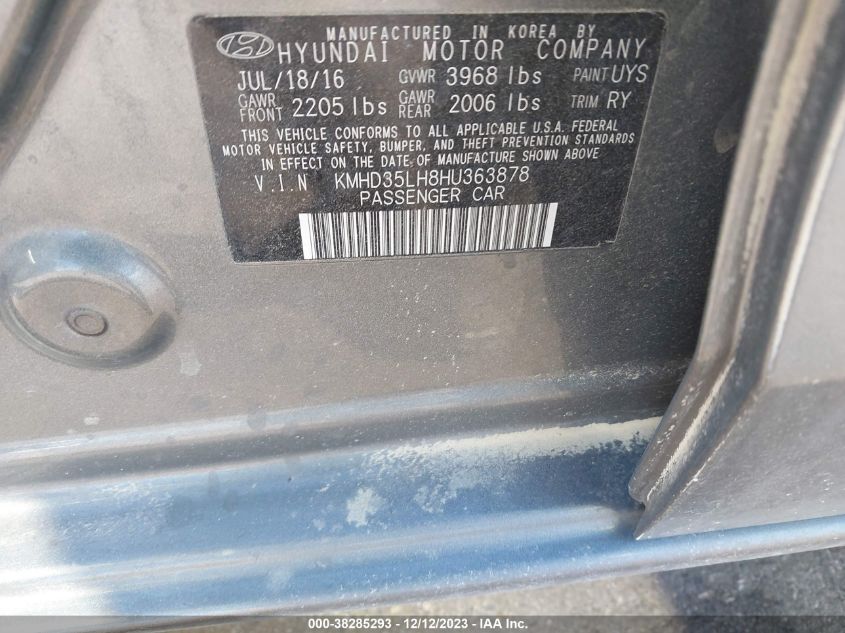 MANUFACTURED IN KOREA BY
HYUNDAI MOTOR COMPANY
JUL/18/16 GVWR 3968 lbs PAINT UYS
GAWR FRONT 2205 lbs GAWR REAR 2006 lbs TRIM RY
THIS VEHICLE CONFORMS TO ALL APPLICABLE U.S.A. FEDERAL
MOTOR VEHICLE SAFETY, BUMPER, AND THEFT PREVENTION STANDARDS
IN EFFECT ON THE DATE OF MANUFACTURE SHOWN ABOVE
V.I.N KMHD35LH8HU363878
PASSENGER CAR
000-38285293 - 12/12/2023 - IAA Inc.